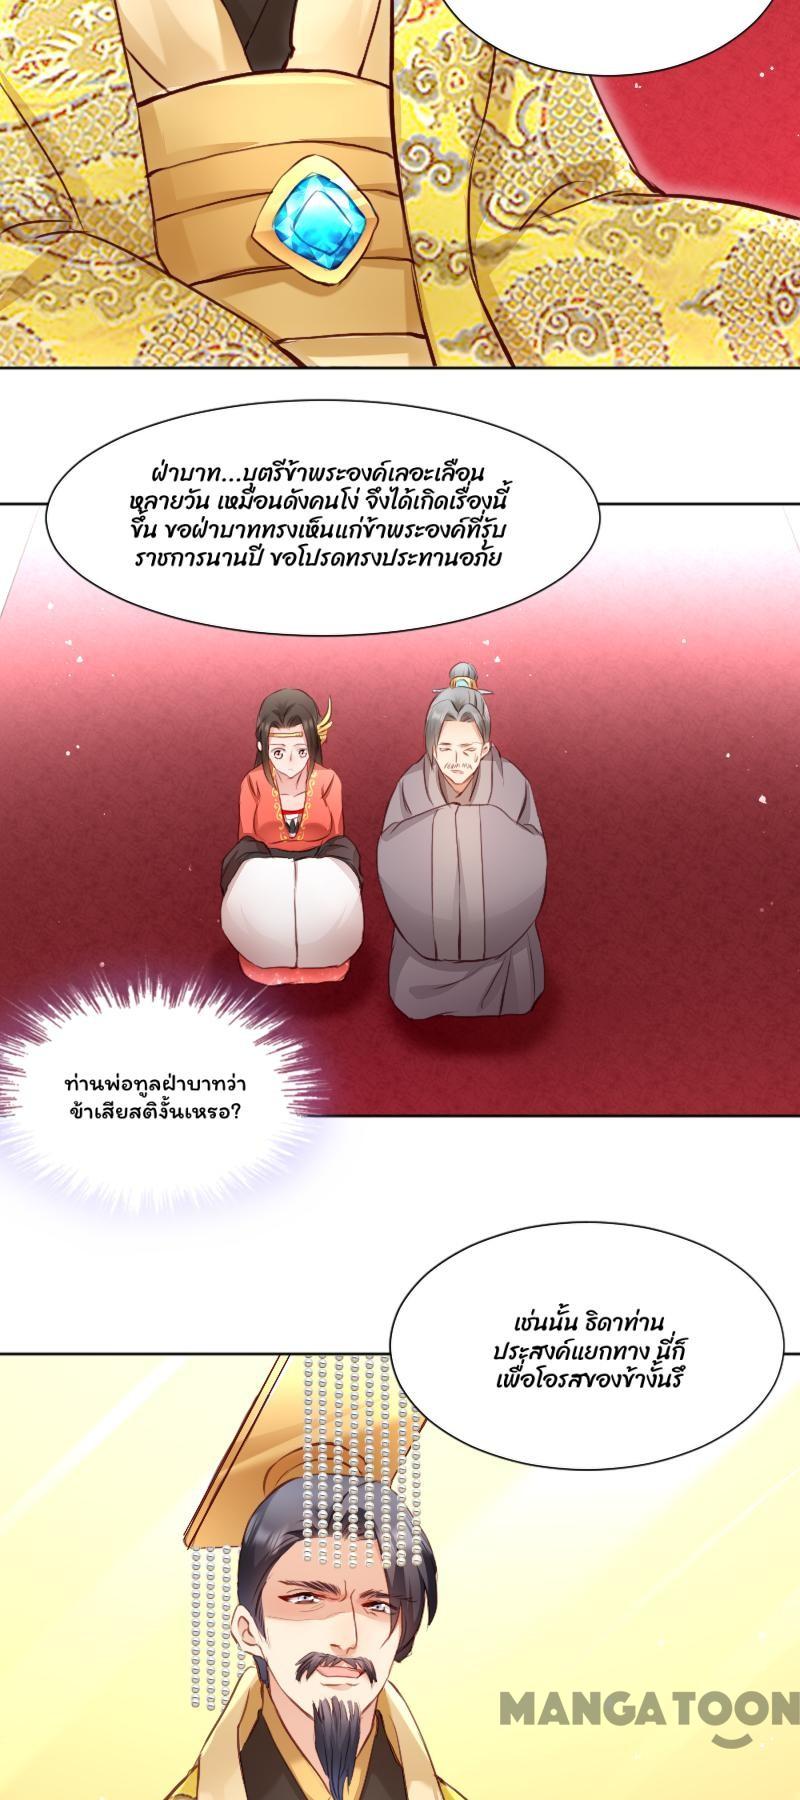 ฝ่าบาท...บุตรีข้าพระองค์เลอะเลือน
หลายวัน เหมือนดังคนโง่ จึงได้เกิดเรื่องนี้
ขึ้น ขอฝ่าบาททรงเห็นแก่ข้าพระองค์ที่รับ
ราชการนานปี ขอโปรดทรงประทานอภัย
ท่านพ่อทูลฝ่าบาทว่า
ข้าเสียสติงั้นเหรอ?
เช่นนั้น ธิดาท่าน
ประสงค์แยกทาง นี่ก็
เพื่อโอรสของข้างั้นรึ
MANGATOON